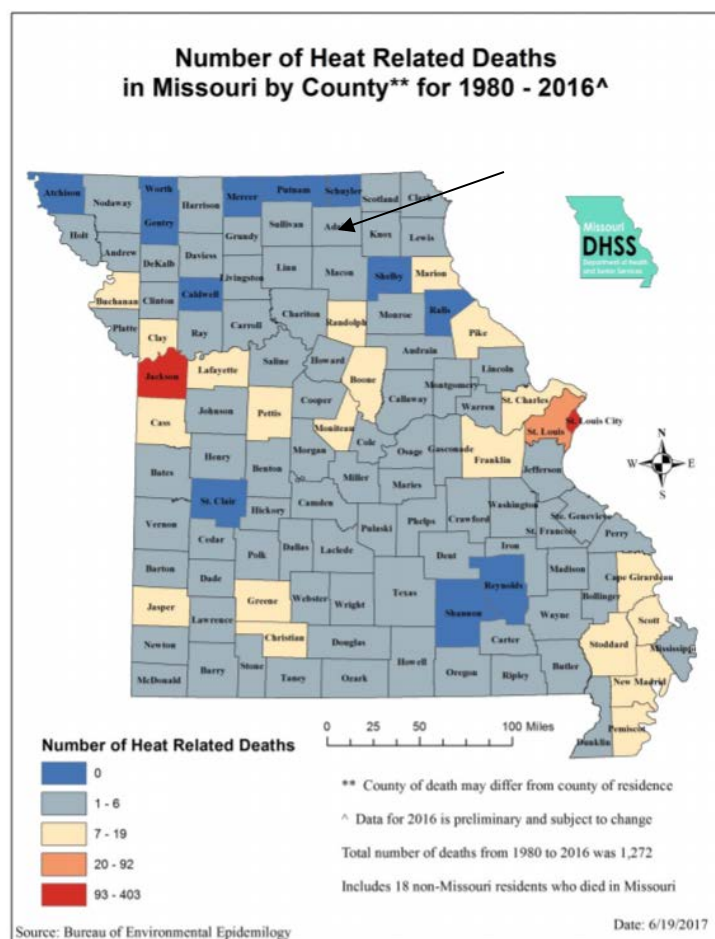 Number of Heat Related Deaths
in Missouri by County** for 1980 - 2016^
Atchison
Worth
Nodaway
Gentry
Harrison
Mercer
Putnam
Schuyler
Scotland
Clark
Holt
Sullivan
Adair
Knox
Lewis
Andrew
Grundy
DeKalb
Daviess
Linn
Macon
Shelby
Marion
Livingston
Buchanan
Clinton
Caldwell
Chariton
Randolph
Monroe
Ralls
Platte
Clay
Ray
Carroll
Pike
Audrain
Jackson
Lafayette
Saline
Howard
Boone
Lincoln
Montgomery
Callaway
Warren
St. Charles
Cooper
Johnson
Pettis
Cass
Moniteau
Cole
Osage
Gasconade
Franklin
St. Louis
St. Louis City
Jefferson
Henry
Benton
Morgan
Miller
Maries
Bates
St. Clair
Hickory
Camden
Pulaski
Phelps
Crawford
Washington
Ste. Genevieve
St. Francois
Perry
Vernon
Cedar
Polk
Dallas
Laclede
Dent
Iron
Madison
Barton
Dade
Reynolds
Bollinger
Cape Girardeau
Jasper
Greene
Webster
Wright
Texas
Shannon
Wayne
Scott
Lawrence
Christian
Douglas
Carter
Stoddard
Mississippi
Newton
Stone
Howell
Butler
New Madrid
McDonald
Barry
Taney
Ozark
Oregon
Ripley
Dunklin
Pemiscot
Missouri
DHSS
Department of Health
and Senior Services
N
W
E
S
0 25 50 100 Miles
Number of Heat Related Deaths
0
1 - 6
7 - 19
20 - 92
93 - 403
** County of death may differ from county of residence
^ Data for 2016 is preliminary and subject to change
Total number of deaths from 1980 to 2016 was 1,272
Includes 18 non-Missouri residents who died in Missouri
Source: Bureau of Environmental Epidemilogy
Date: 6/19/2017